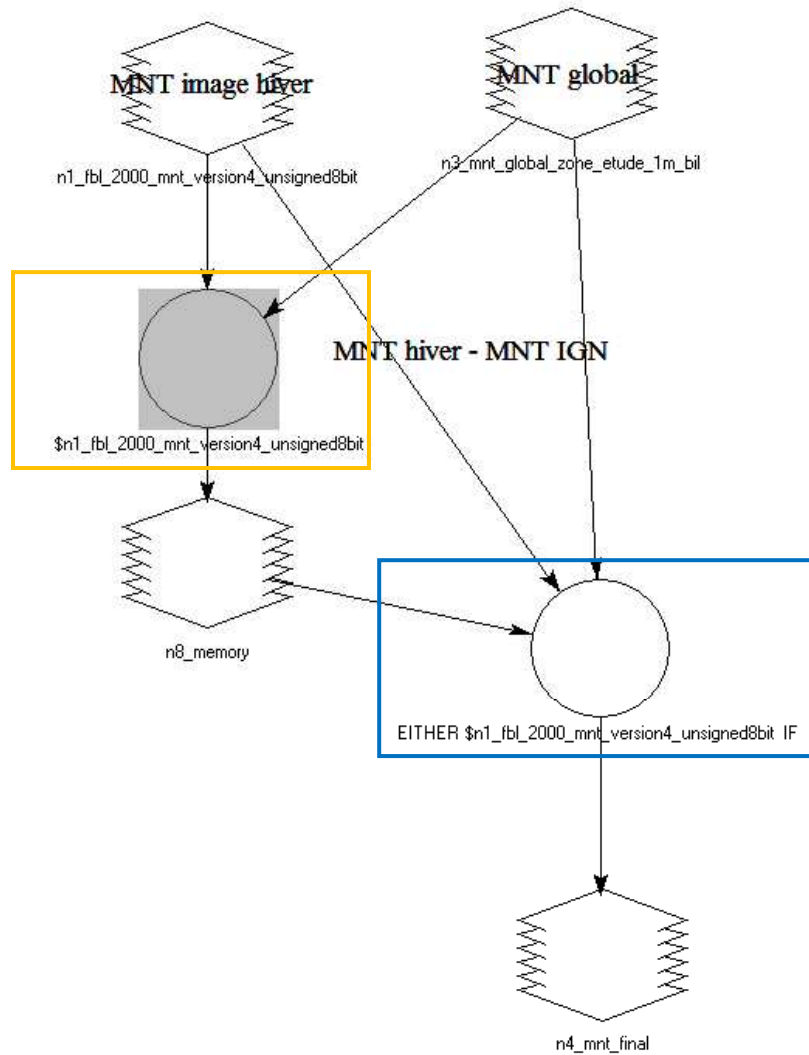 MNT image hiver
MNT global
n1_fbl_2000_mnt_version4_unsigned8bit
n3_mnt_global_zone_etude_1m_bil
MNT hiver - MNT IGN
$n1_fbl_2000_mnt_version4_unsigned8bit
n8_memory
EITHER $n1_fbl_2000_mnt_version4_unsigned8bit IF
n4_mnt_final